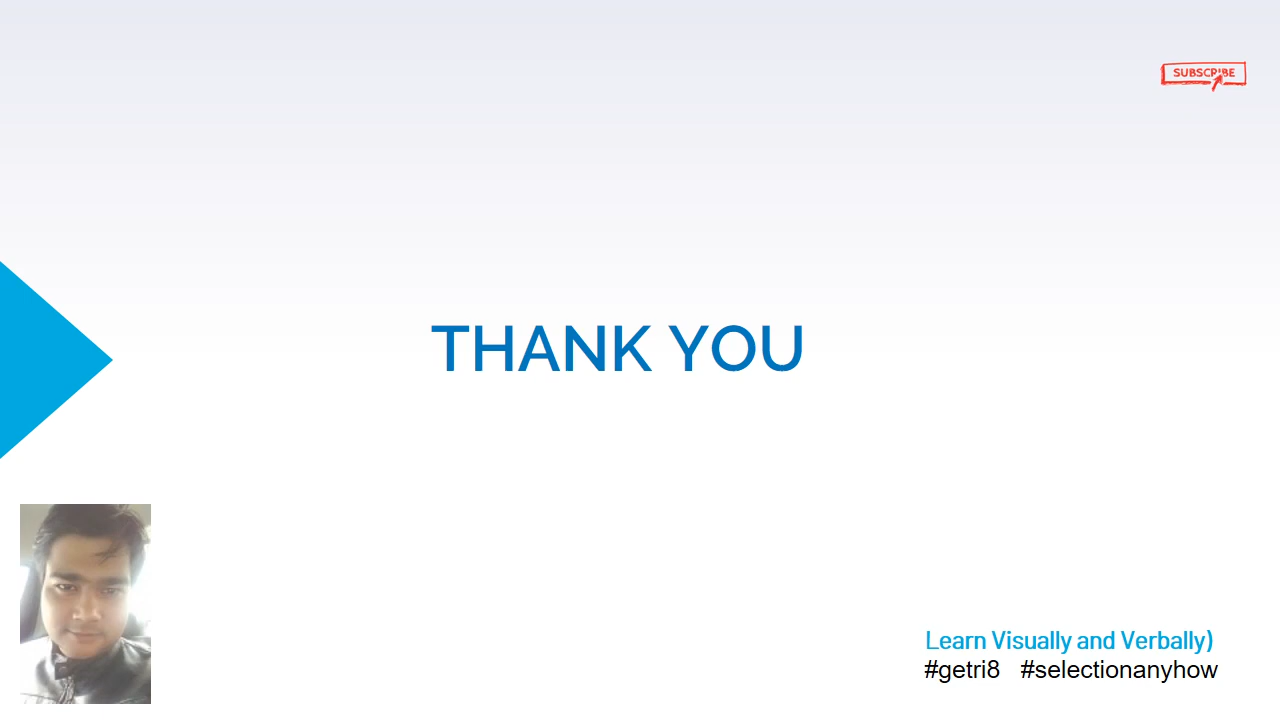 SUBSCRIBE
THANK YOU
Learn Visually and Verbally)
#getri8 #selectionanyhow